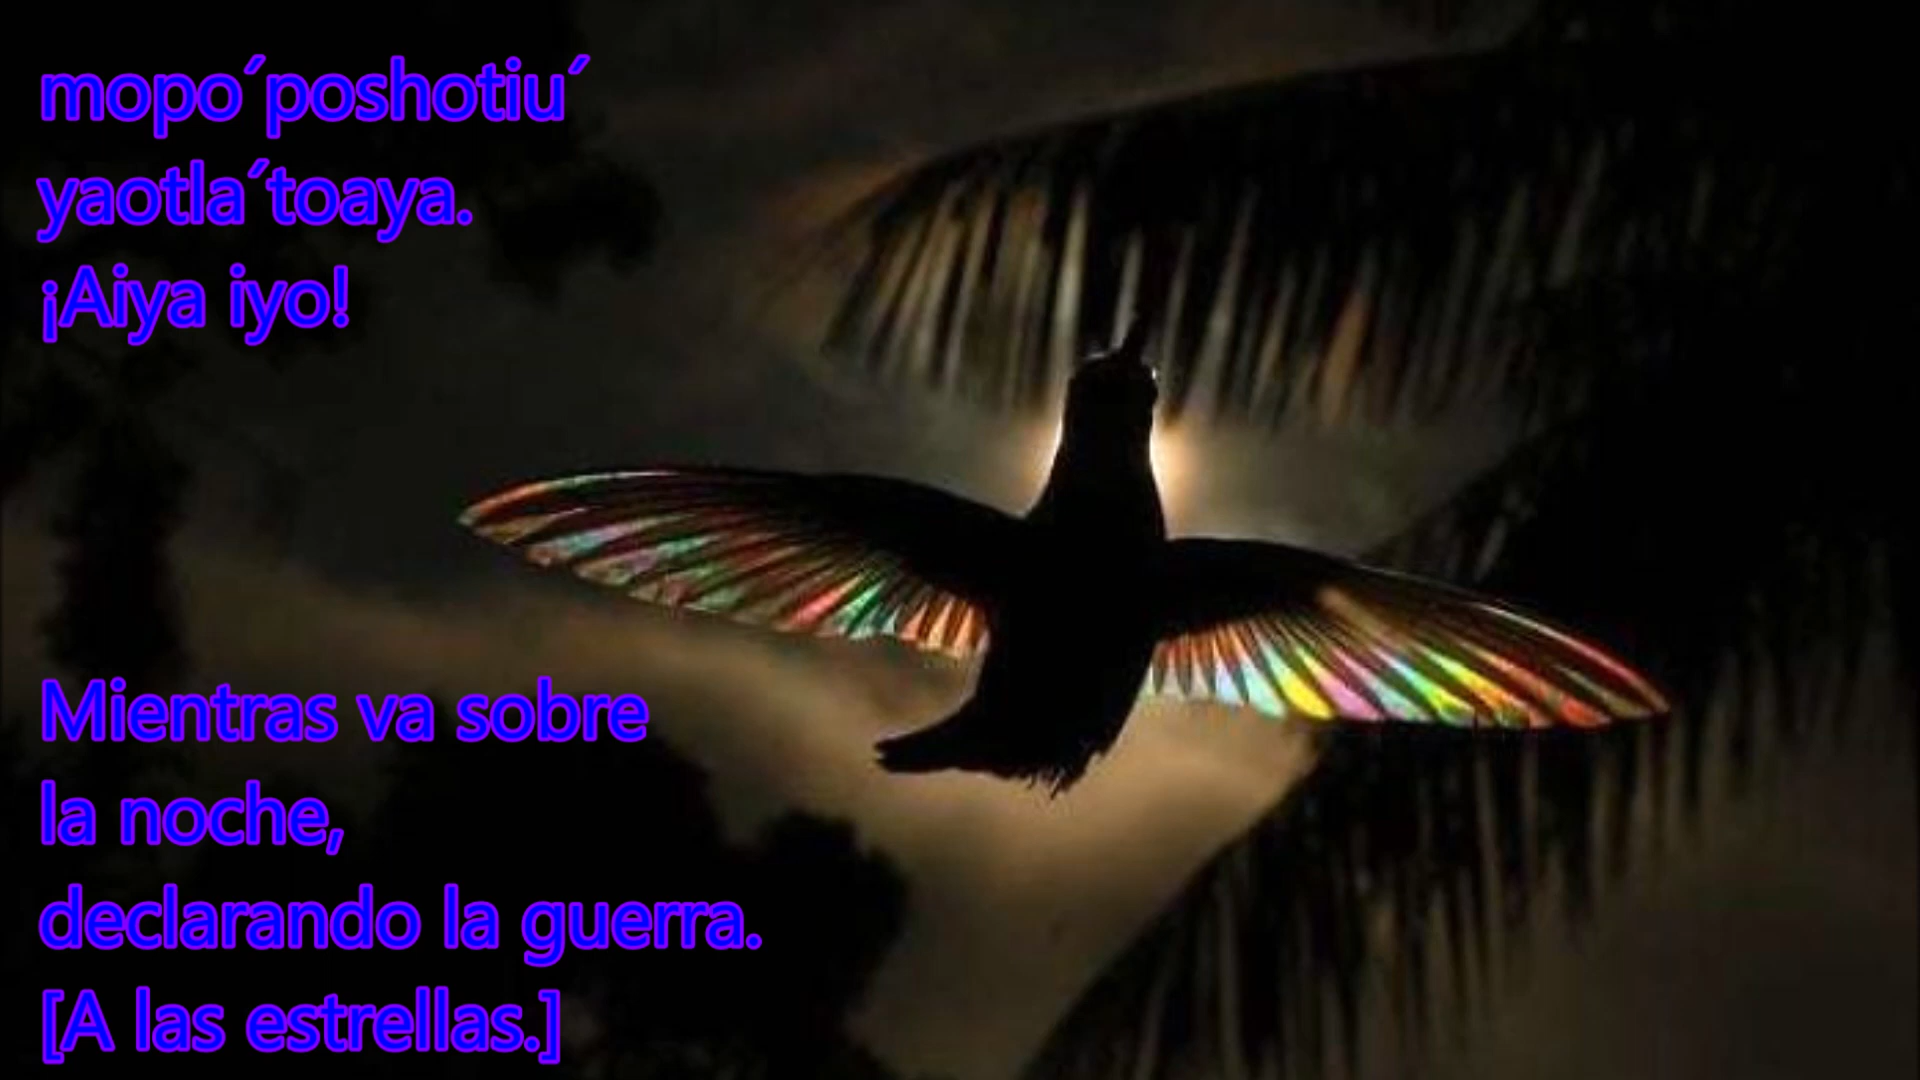 mopo´poshotiu´
yaotla´toaya.
¡Aiya iyo!
Mientras va sobre
la noche,
declarando la guerra.
[A las estrellas.]